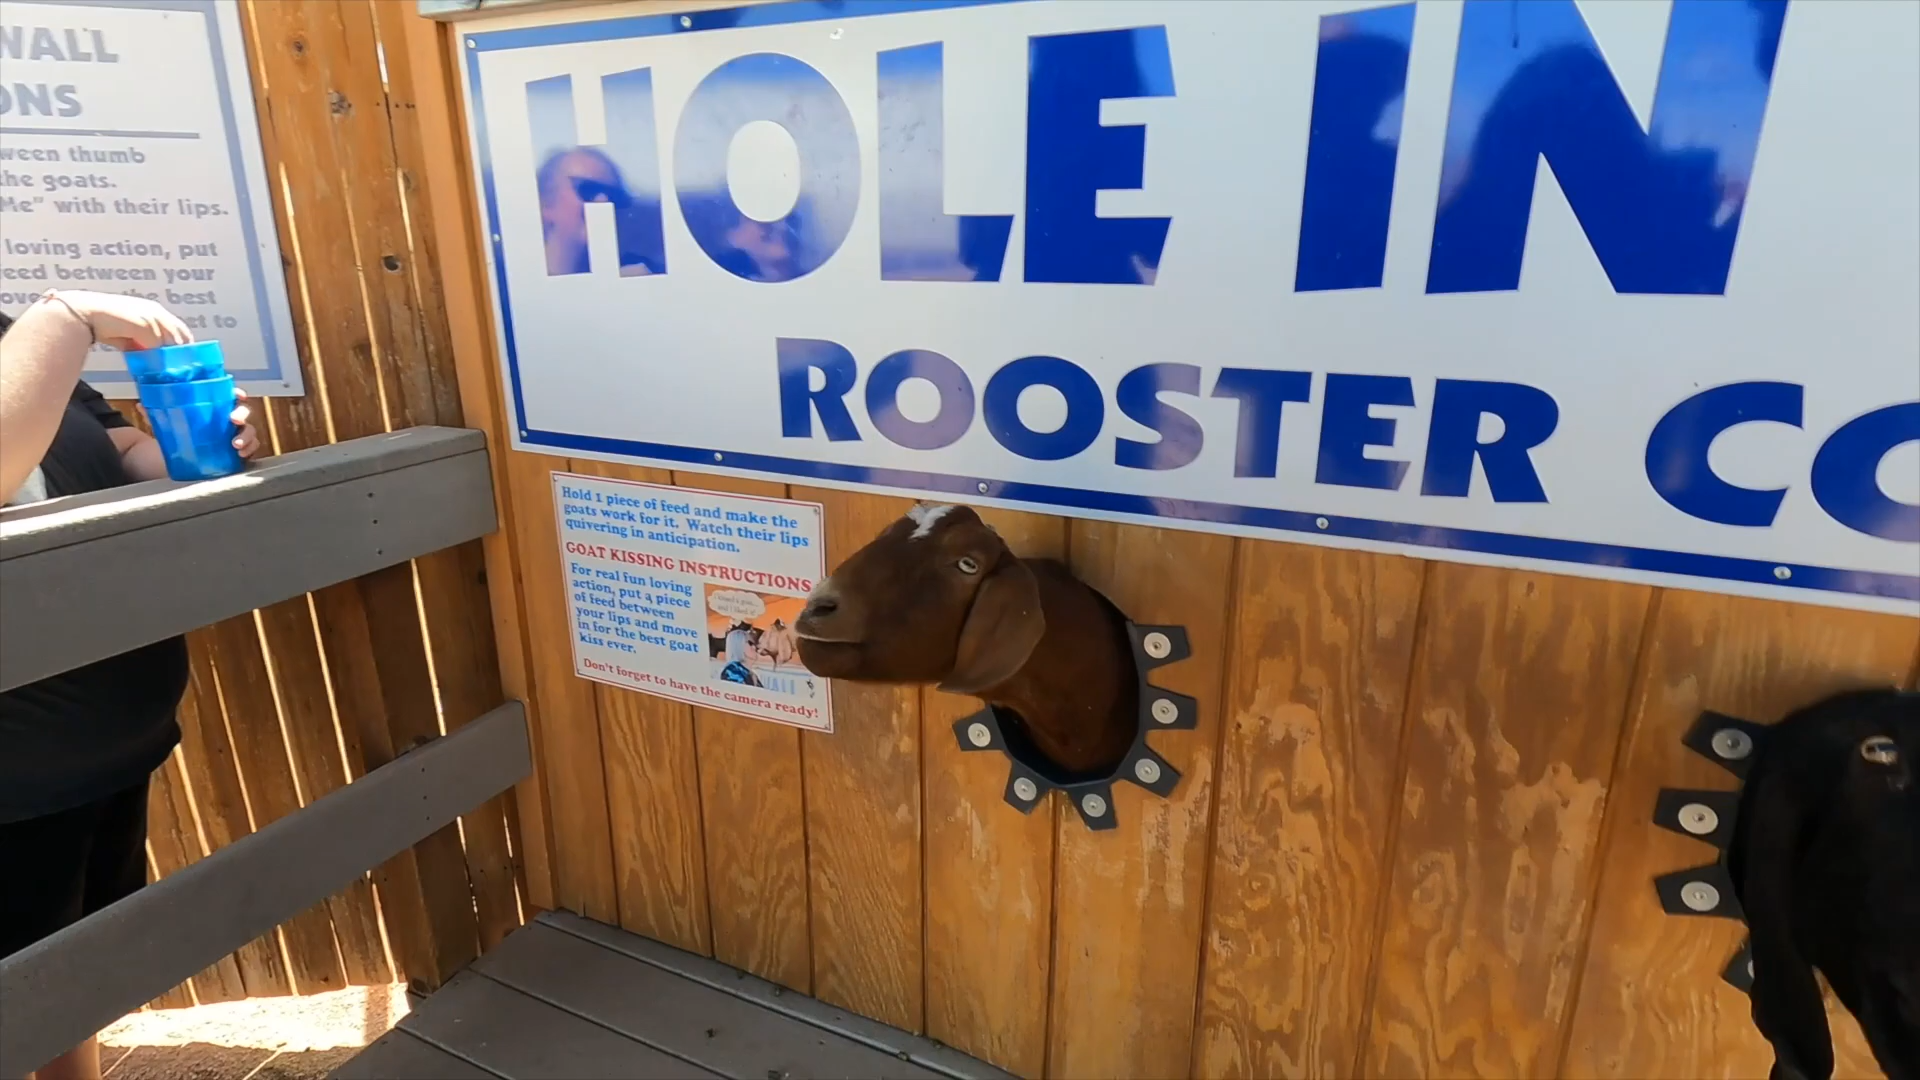 WALL
ONS
ween thumb
the goats.
Me" with their lips.
loving action, put
feed between your
best
et to
HOLE IN
ROOSTER CO
Hold 1 piece of feed and make the
goats work for it. Watch their lips
quivering in anticipation.
GOAT KISSING INSTRUCTIONS
For real fun loving
action, put a piece
of feed between
your lips and move
in for the best goat
kiss ever.
Don't forget to have the camera ready!